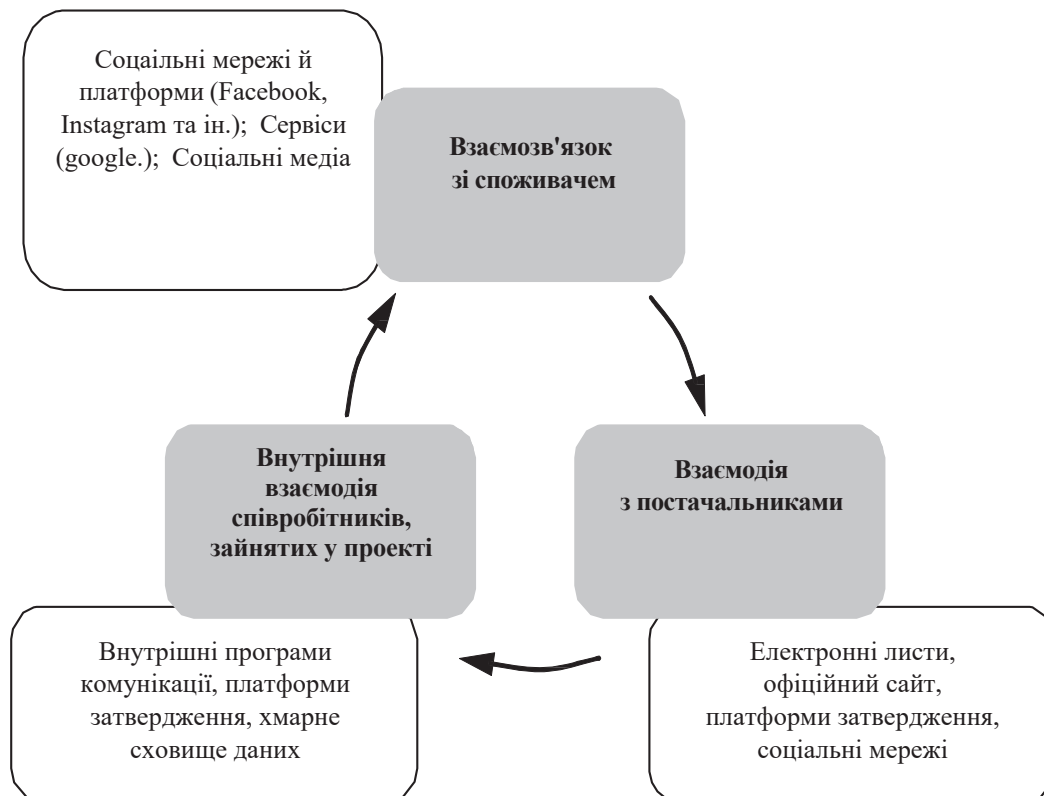 Соцаільні мережі й
платформи (Facebook,
Instagram та ін.); Сервіси
(google.); Соціальні медіа
Взаємозв'язок
зі споживачем
Внутрішня
взаємодія
співробітників,
зайнятих у проекті
Взаємодія
з постачальниками
Внутрішні програми
комунікації, платформи
затвердження, хмарне
сховище даних
Електронні листи,
офіційний сайт,
платформи затвердження,
соціальні мережі